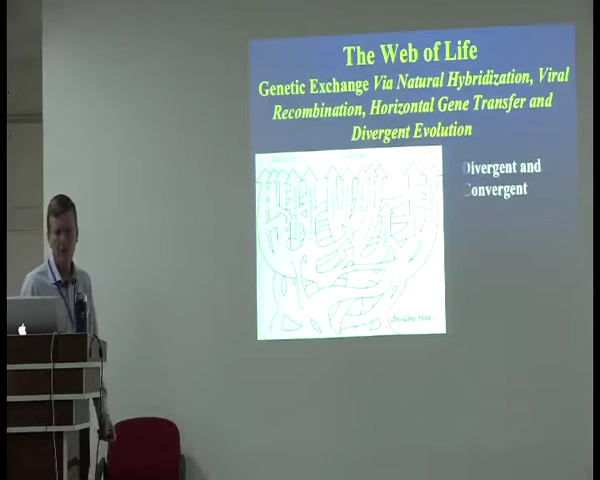 The Web of Life
Genetic Exchange Via Natural Hybridization, Viral
Recombination, Horizontal Gene Transfer and
Divergent Evolution
Divergent and
Convergent